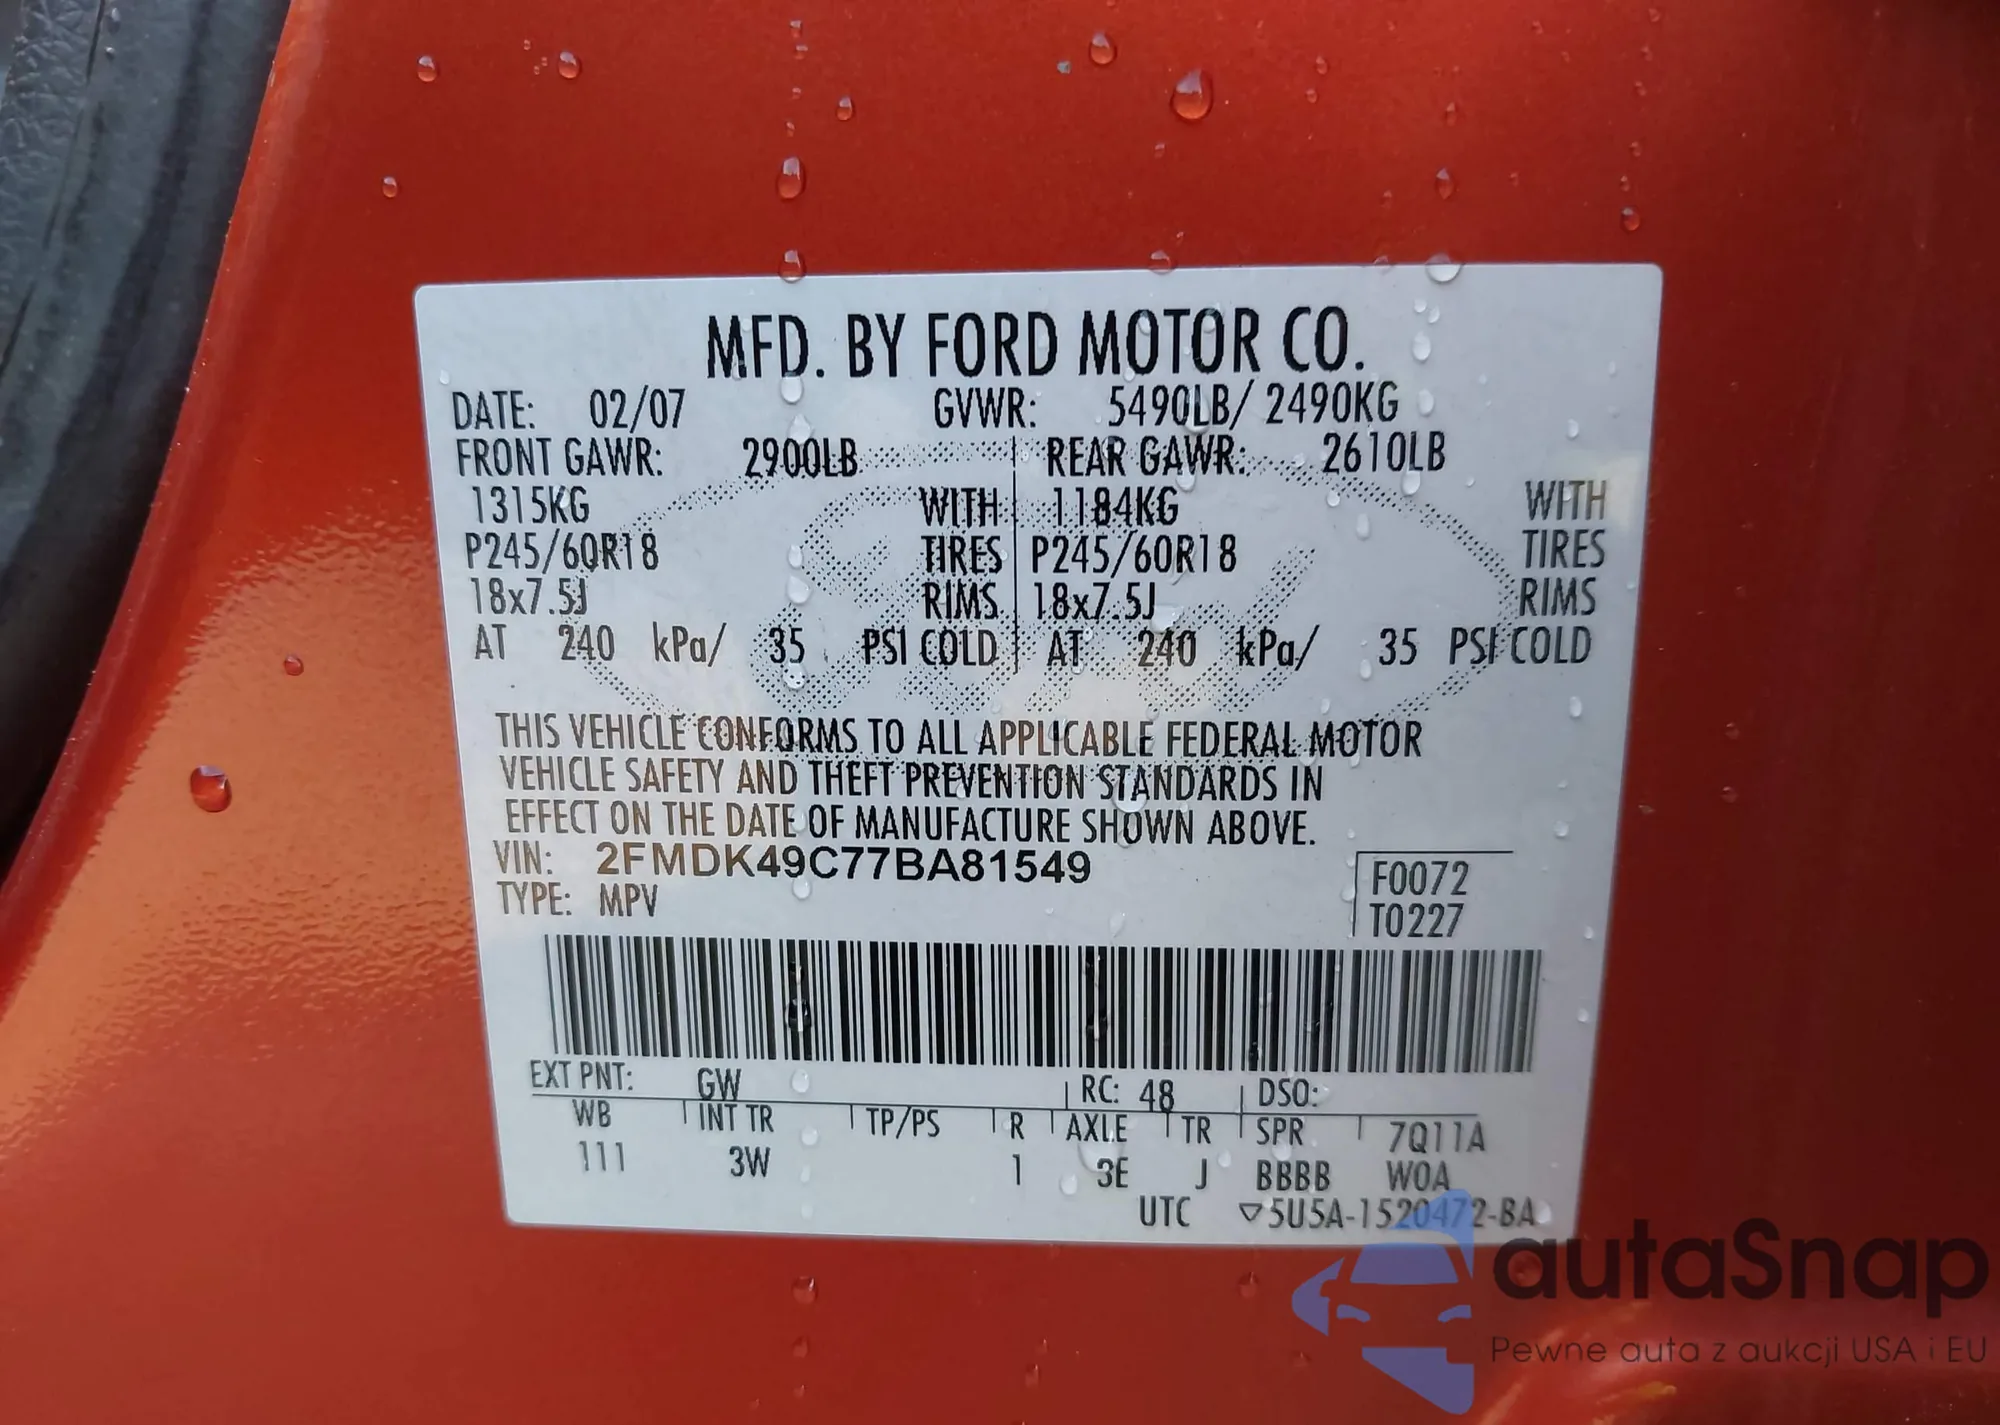 MFD. BY FORD MOTOR CO.
DATE: 02/07 GVWR: 5490LB/ 2490KG
FRONT GAWR: 2900LB REAR GAWR: 2610LB
1315KG WITH 1184KG WITH
P245/60R18 TIRES P245/60R18 TIRES
18x7.5J RIMS 18x7.5J RIMS
AT 240 kPa/ 35 PSI COLD AT 240 kPa/ 35 PSI COLD
THIS VEHICLE CONFORMS TO ALL APPLICABLE FEDERAL MOTOR
VEHICLE SAFETY AND THEFT PREVENTION STANDARDS IN
EFFECT ON THE DATE OF MANUFACTURE SHOWN ABOVE.
VIN: 2FMDK49C77BA81549
TYPE: MPV
F0072
T0227
EXT PNT: GW RC: 48 DSO:
WB INT TR TP/PS R AXLE TR SPR 7Q11A
111 3W 1 3E J BBBB WOA
UTC ▽5U5A-1520472-BA
autaSnap
Pewne auta z aukcji USA i EU